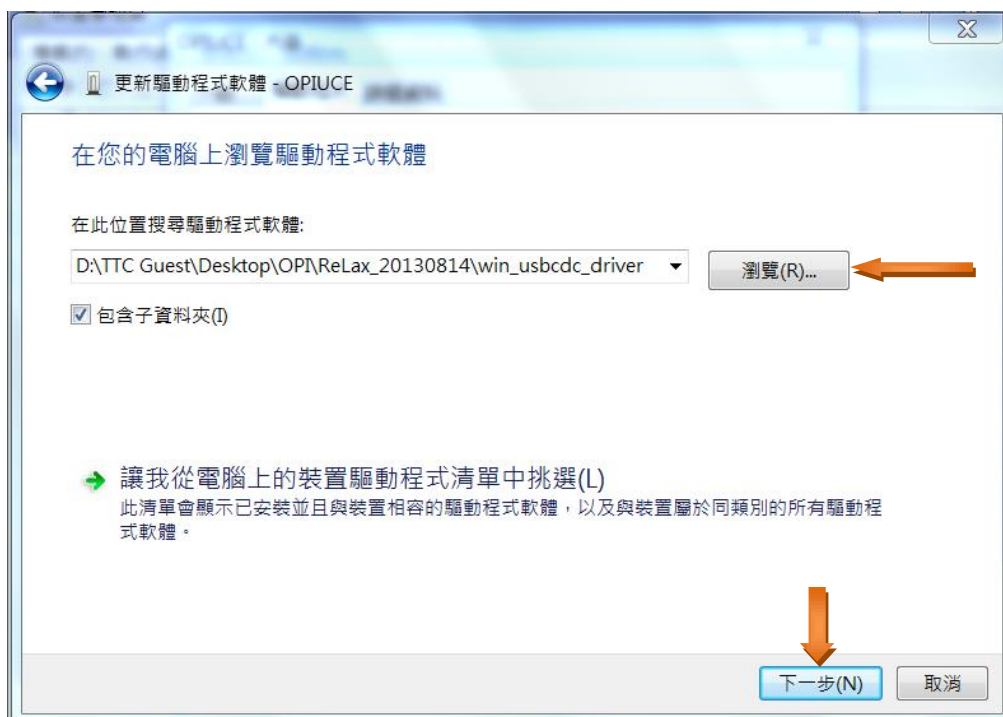 更新驅動程式軟體 - OPIUCE
在您的電腦上瀏覽驅動程式軟體
在此位置搜尋驅動程式軟體:
D:\TTC Guest\Desktop\OPI\ReLax_20130814\win_usbcdc_driver
瀏覽(R)...
包含子資料夾(I)
讓我從電腦上的裝置驅動程式清單中挑選(L)
此清單會顯示已安裝並且與裝置相容的驅動程式軟體，以及與裝置屬於同類別的所有驅動程
式軟體。
下一步(N)
取消